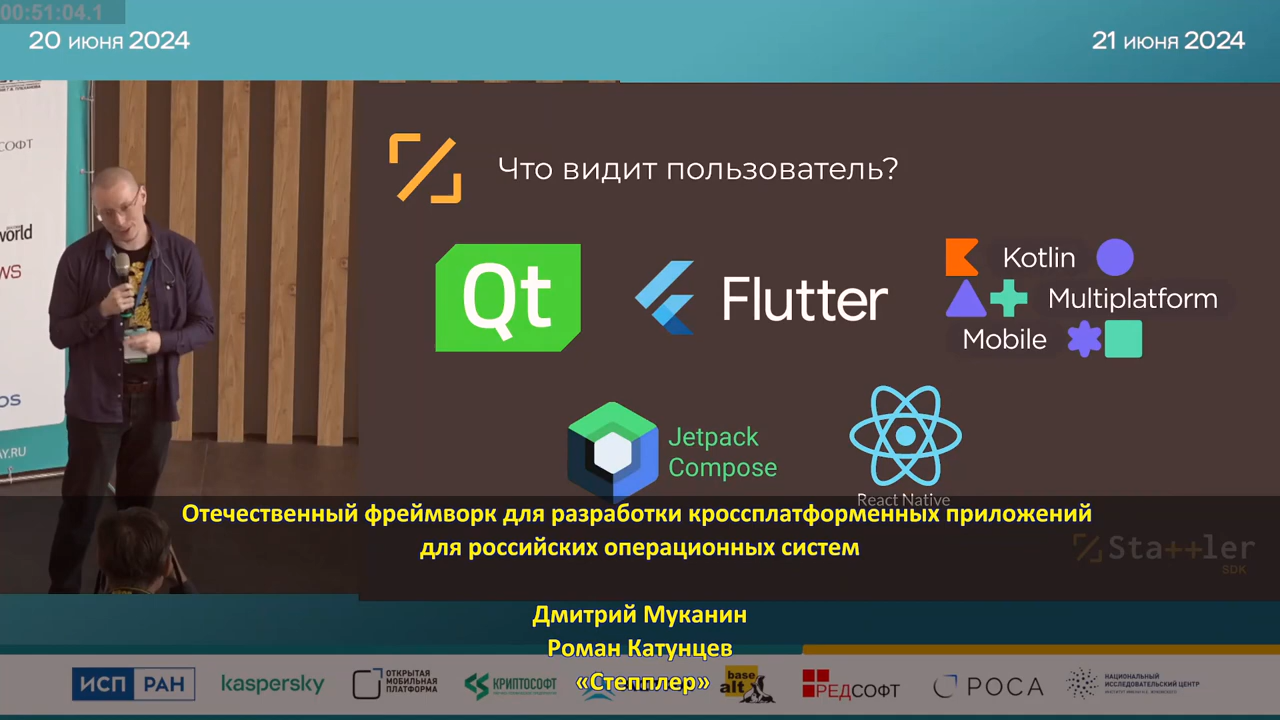 00:51:04.1
20 июня 2024
21 июня 2024
СОФТ
world
WS
OS
AY.RU
Что видит пользователь?
Qt
Flutter
Kotlin
Multiplatform
Mobile
Jetpack
Compose
React Native
Отечественный фреймворк для разработки кроссплатформенных приложений
для российских операционных систем
Sta++ler
SDK
Дмитрий Муканин
Роман Катунцев
«Степплер»
ИСП РАН
kaspersky
ОТКРЫТАЯ
МОБИЛЬНАЯ
ПЛАТФОРМА
КРИПТОСОФТ
base
alt
РЕДСОФТ
РОСА
НАЦИОНАЛЬНЫЙ
ИССЛЕДОВАТЕЛЬСКИЙ ЦЕНТР